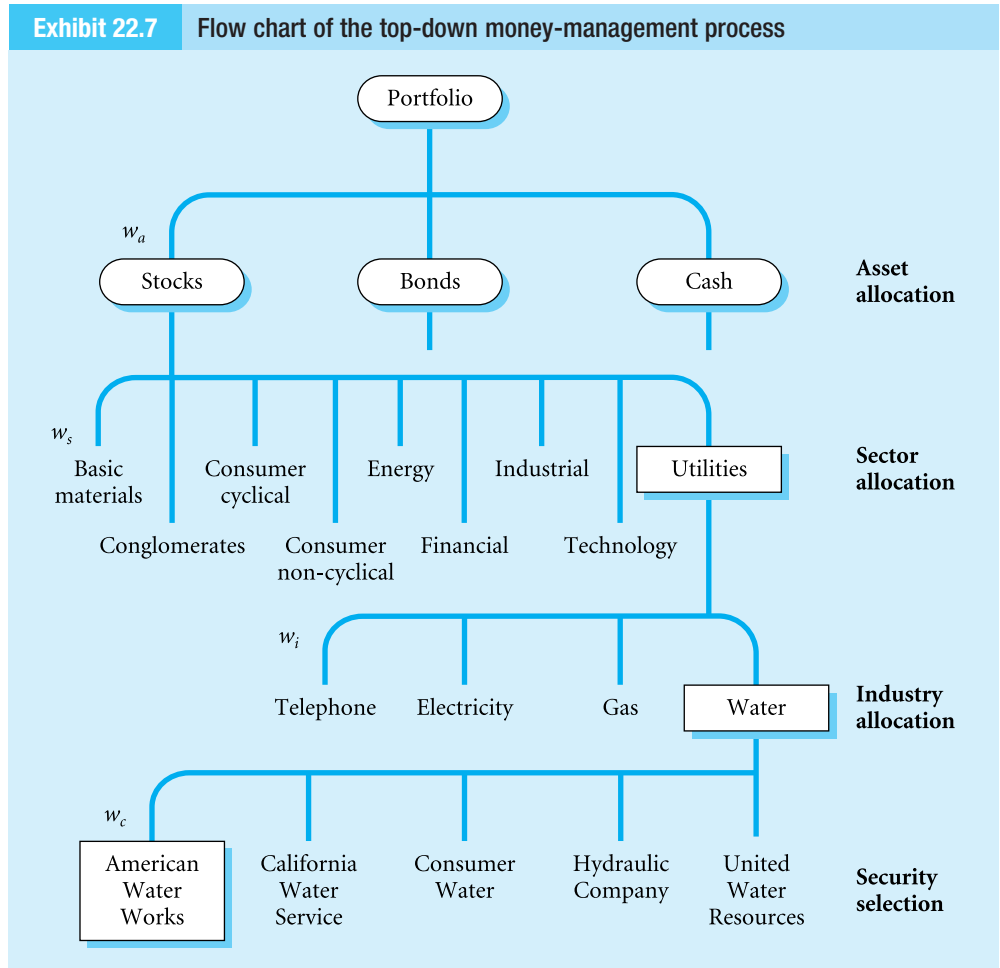 Exhibit 22.7 Flow chart of the top-down money-management process
Portfolio
wₐ
Stocks
Bonds
Cash
Asset
allocation
wₛ
Basic
materials
Consumer
cyclical
Energy
Industrial
Utilities
Sector
allocation
Conglomerates
Consumer
non-cyclical
Financial
Technology
wᵢ
Telephone
Electricity
Gas
Water
Industry
allocation
w_c
American
Water
Works
California
Water
Service
Consumer
Water
Hydraulic
Company
United
Water
Resources
Security
selection